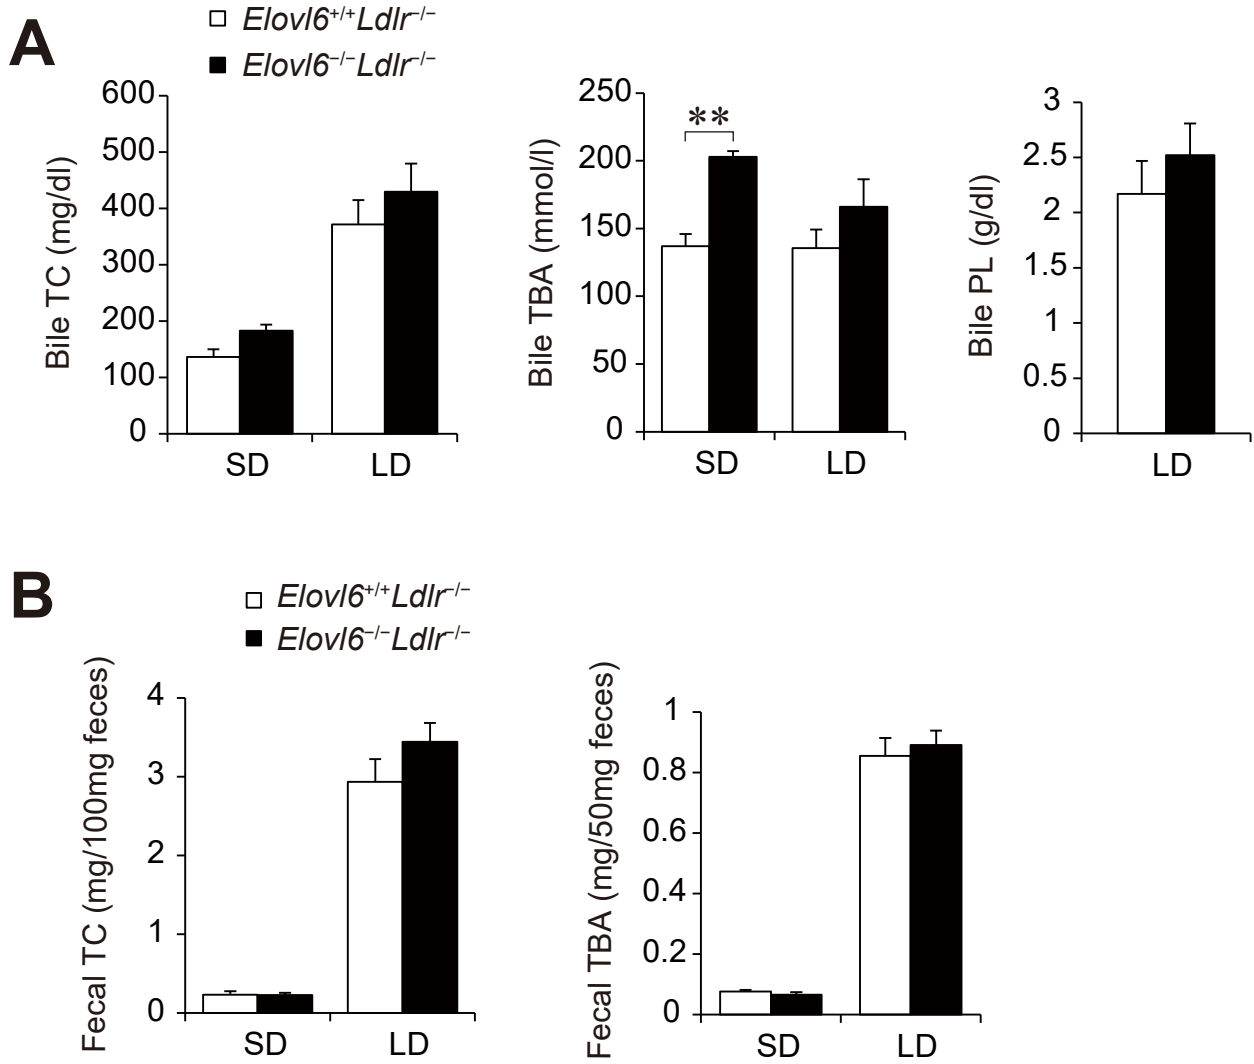 A
Elovl6+/+Ldlr−/−
Elovl6−/−Ldlr−/−
Bile TC (mg/dl)
600
500
400
300
200
100
0
SD LD
Bile TBA (mmol/l)
250
200
150
100
50
0
**
SD LD
Bile PL (g/dl)
3
2.5
2
1.5
1
0.5
0
LD
B
Elovl6+/+Ldlr−/−
Elovl6−/−Ldlr−/−
Fecal TC (mg/100mg feces)
4
3
2
1
0
SD LD
Fecal TBA (mg/50mg feces)
1
0.8
0.6
0.4
0.2
0
SD LD